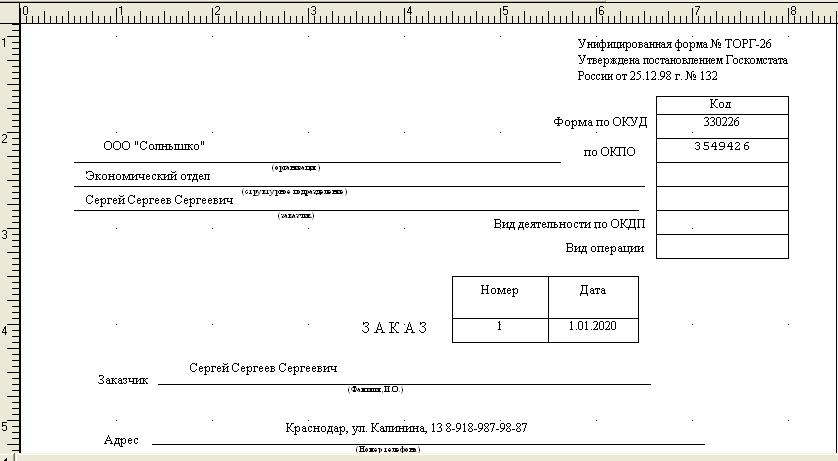 0 1 2 3 4 5 6 7 8
1
Унифицированная форма № ТОРГ-26
Утверждена постановлением Госкомстата
России от 25.12.98 г. № 132
Код
Форма по ОКУД 330226
2
ООО "Солнышко" по ОКПО 3549426
(организация)
Экономический отдел
(структурное подразделение)
Сергей Сергеев Сергеевич
(заказчик)
3
Вид деятельности по ОКДП
Вид операции
Номер Дата
4
ЗАКАЗ 1 1.01.2020
Сергей Сергеев Сергеевич
Заказчик
(Фамилия, И.О.)
5
Краснодар, ул. Калинина, 13 8-918-987-98-87
Адрес
(Номер телефона)